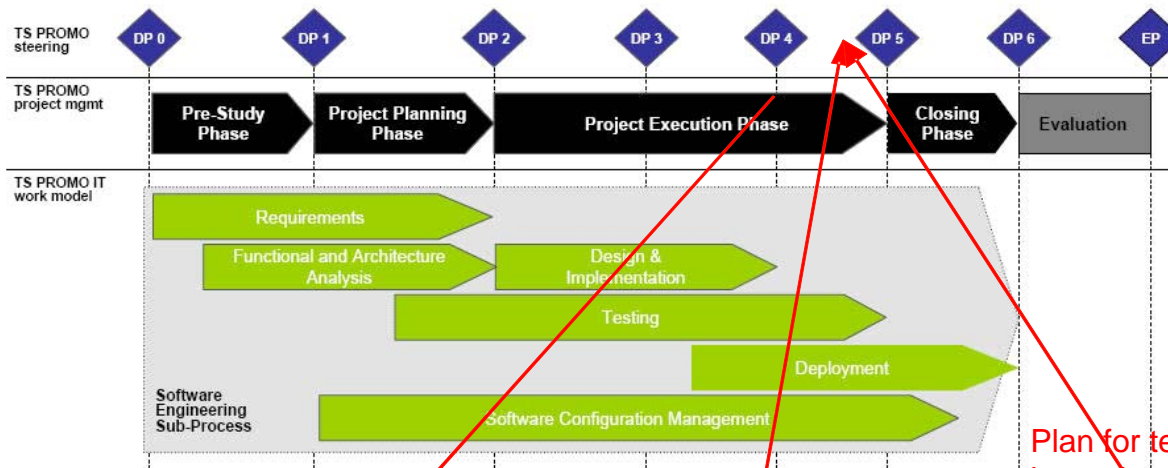 TS PROMO
steering
DP 0
DP 1
DP 2
DP 3
DP 4
DP 5
DP 6
EP
TS PROMO
project mgmt
Pre-Study
Phase
Project Planning
Phase
Project Execution Phase
Closing
Phase
Evaluation
TS PROMO IT
work model
Requirements
Functional and Architecture
Analysis
Design &
Implementation
Testing
Deployment
Software Configuration Management
Software
Engineering
Sub-Process
Plan for te